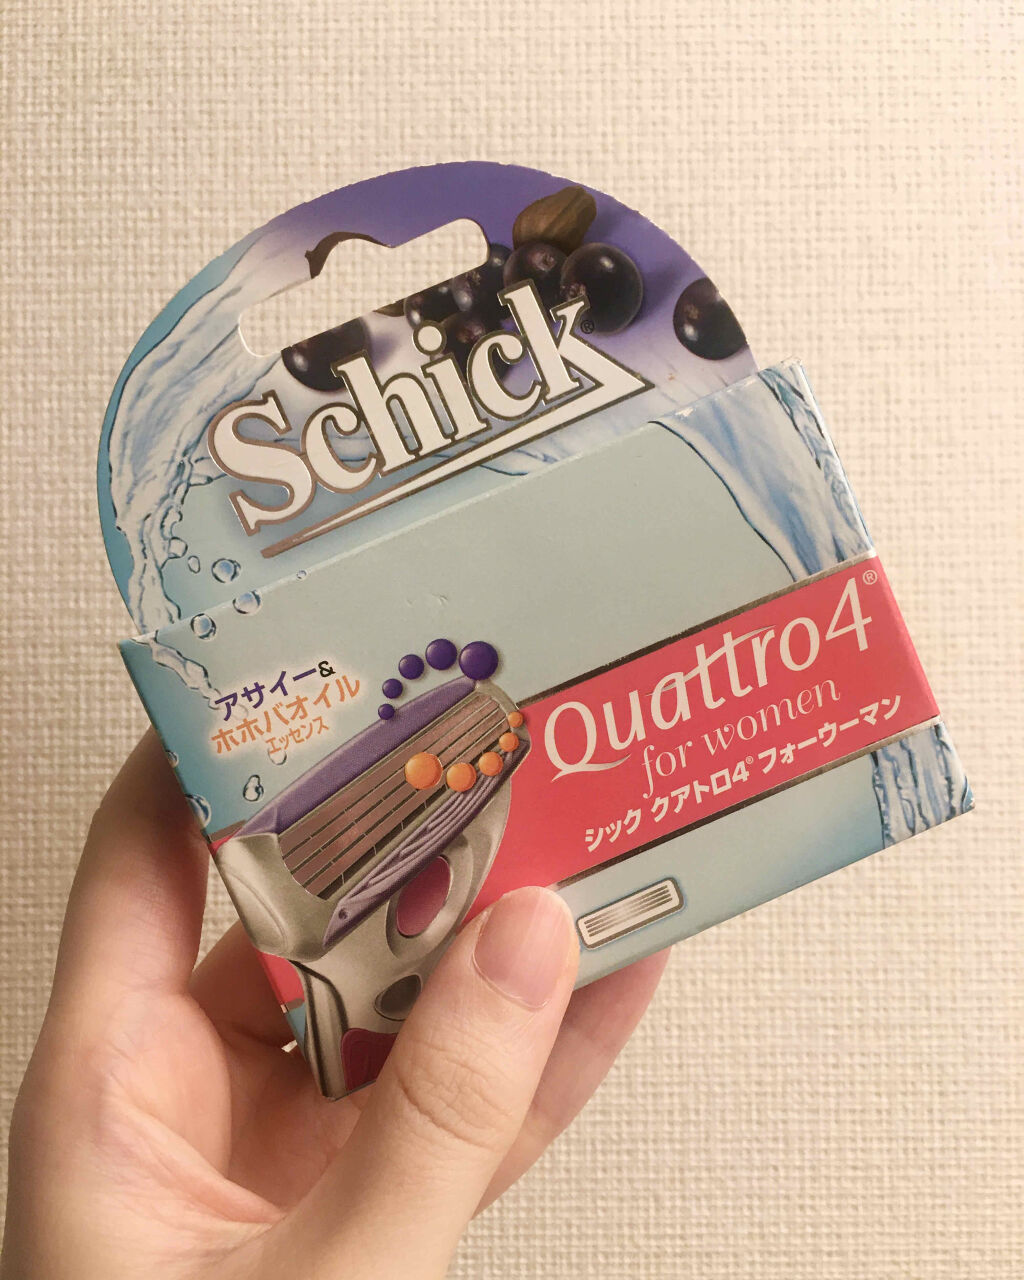 Schick®
アサイー&
ホホバオイル
エッセンス
Quattro4®
for women
シック クアトロ4® フォーウーマン